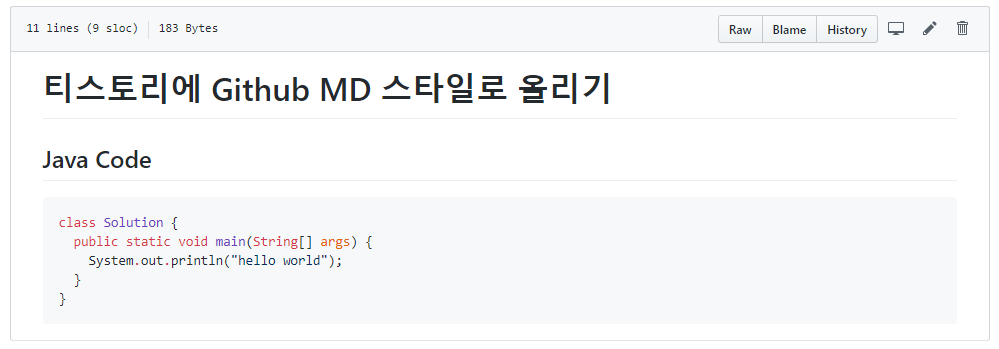 11 lines (9 sloc) 183 Bytes Raw Blame History
티스토리에 Github MD 스타일로 올리기
Java Code
class Solution {
  public static void main(String[] args) {
    System.out.println("hello world");
  }
}